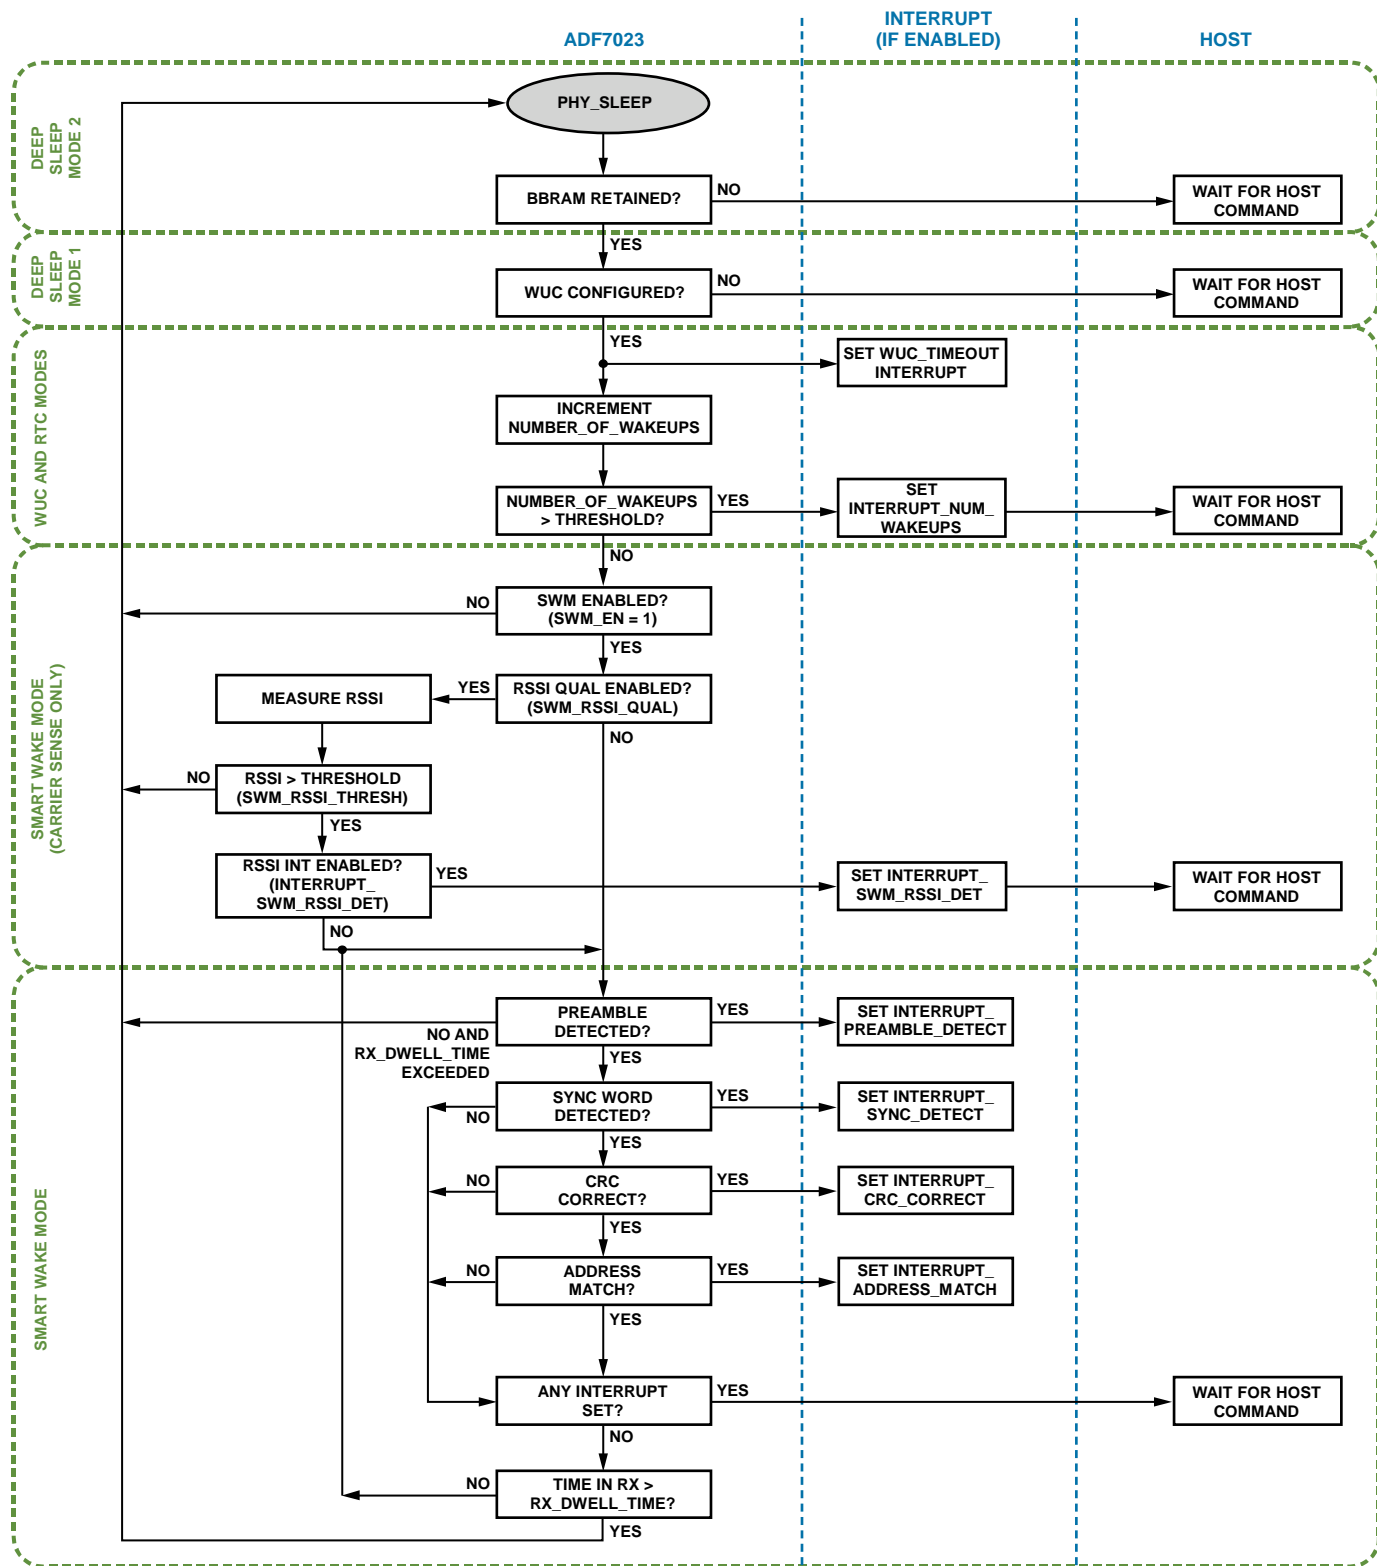 ADF7023
INTERRUPT
(IF ENABLED)
HOST
DEEP
SLEEP
MODE 2
PHY_SLEEP
BBRAM RETAINED?
NO
WAIT FOR HOST
COMMAND
YES
DEEP
SLEEP
MODE 1
WUC CONFIGURED?
NO
WAIT FOR HOST
COMMAND
YES
WUC AND RTC MODES
SET WUC_TIMEOUT
INTERRUPT
INCREMENT
NUMBER_OF_WAKEUPS
NUMBER_OF_WAKEUPS
> THRESHOLD?
YES
SET
INTERRUPT_NUM_
WAKEUPS
WAIT FOR HOST
COMMAND
NO
SMART WAKE MODE
(CARRIER SENSE ONLY)
NO
SWM ENABLED?
(SWM_EN = 1)
YES
MEASURE RSSI
YES
RSSI QUAL ENABLED?
(SWM_RSSI_QUAL)
NO
NO
RSSI > THRESHOLD
(SWM_RSSI_THRESH)
YES
RSSI INT ENABLED?
(INTERRUPT_
SWM_RSSI_DET)
YES
SET INTERRUPT_
SWM_RSSI_DET
WAIT FOR HOST
COMMAND
NO
SMART WAKE MODE
PREAMBLE
DETECTED?
YES
SET INTERRUPT_
PREAMBLE_DETECT
NO AND
RX_DWELL_TIME
EXCEEDED
YES
NO
SYNC WORD
DETECTED?
YES
SET INTERRUPT_
SYNC_DETECT
YES
NO
CRC
CORRECT?
YES
SET INTERRUPT_
CRC_CORRECT
YES
NO
ADDRESS
MATCH?
YES
SET INTERRUPT_
ADDRESS_MATCH
YES
ANY INTERRUPT
SET?
YES
WAIT FOR HOST
COMMAND
NO
NO
TIME IN RX >
RX_DWELL_TIME?
YES